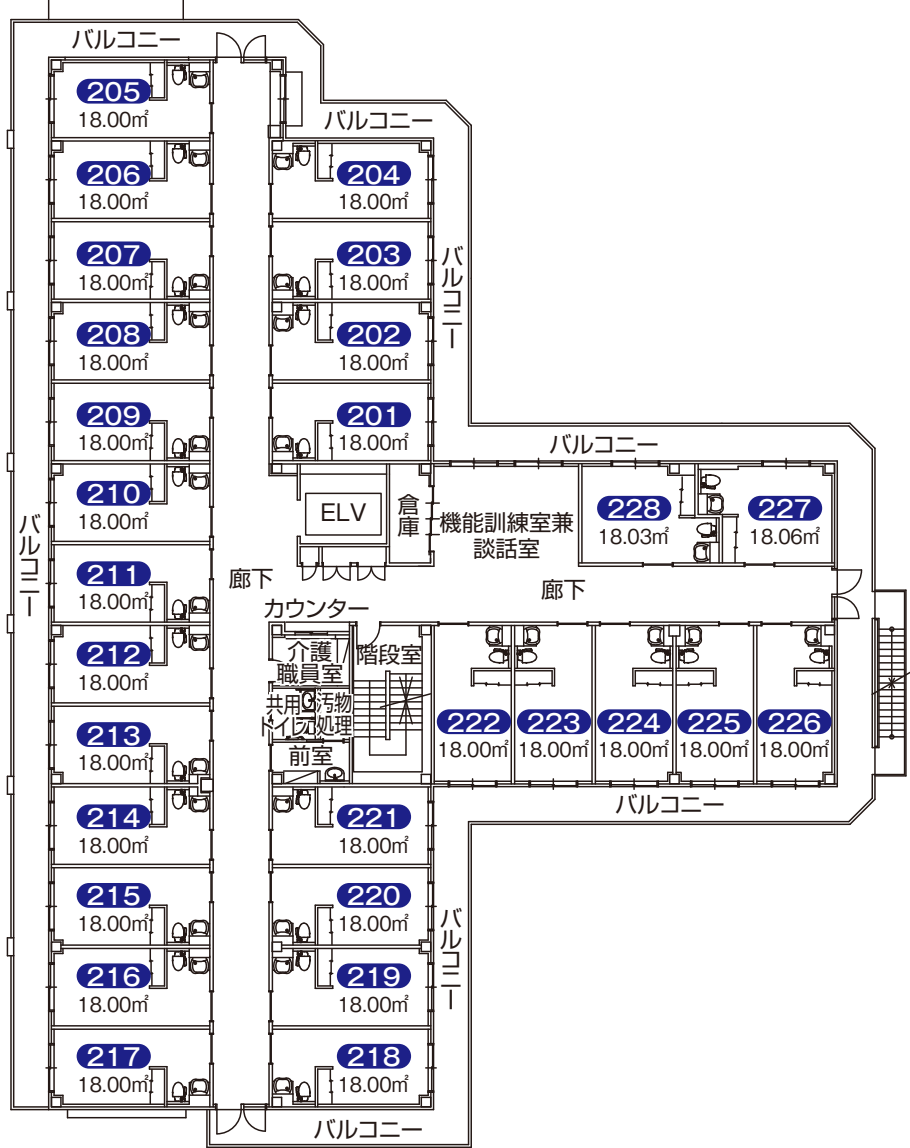 バルコニー
205
18.00㎡
バルコニー
206
18.00㎡
204
18.00㎡
207
18.00㎡
203
18.00㎡
バルコニー
208
18.00㎡
202
18.00㎡
209
18.00㎡
201
18.00㎡
バルコニー
210
18.00㎡
ELV
倉庫
機能訓練室兼
談話室
228
18.03㎡
227
18.06㎡
バルコニー
211
18.00㎡
廊下
廊下
カウンター
212
18.00㎡
介護
職員室
階段室
共用
トイレ
汚物
処理
前室
213
18.00㎡
222
18.00㎡
223
18.00㎡
224
18.00㎡
225
18.00㎡
226
18.00㎡
バルコニー
214
18.00㎡
221
18.00㎡
215
18.00㎡
220
18.00㎡
バルコニー
216
18.00㎡
219
18.00㎡
217
18.00㎡
218
18.00㎡
バルコニー